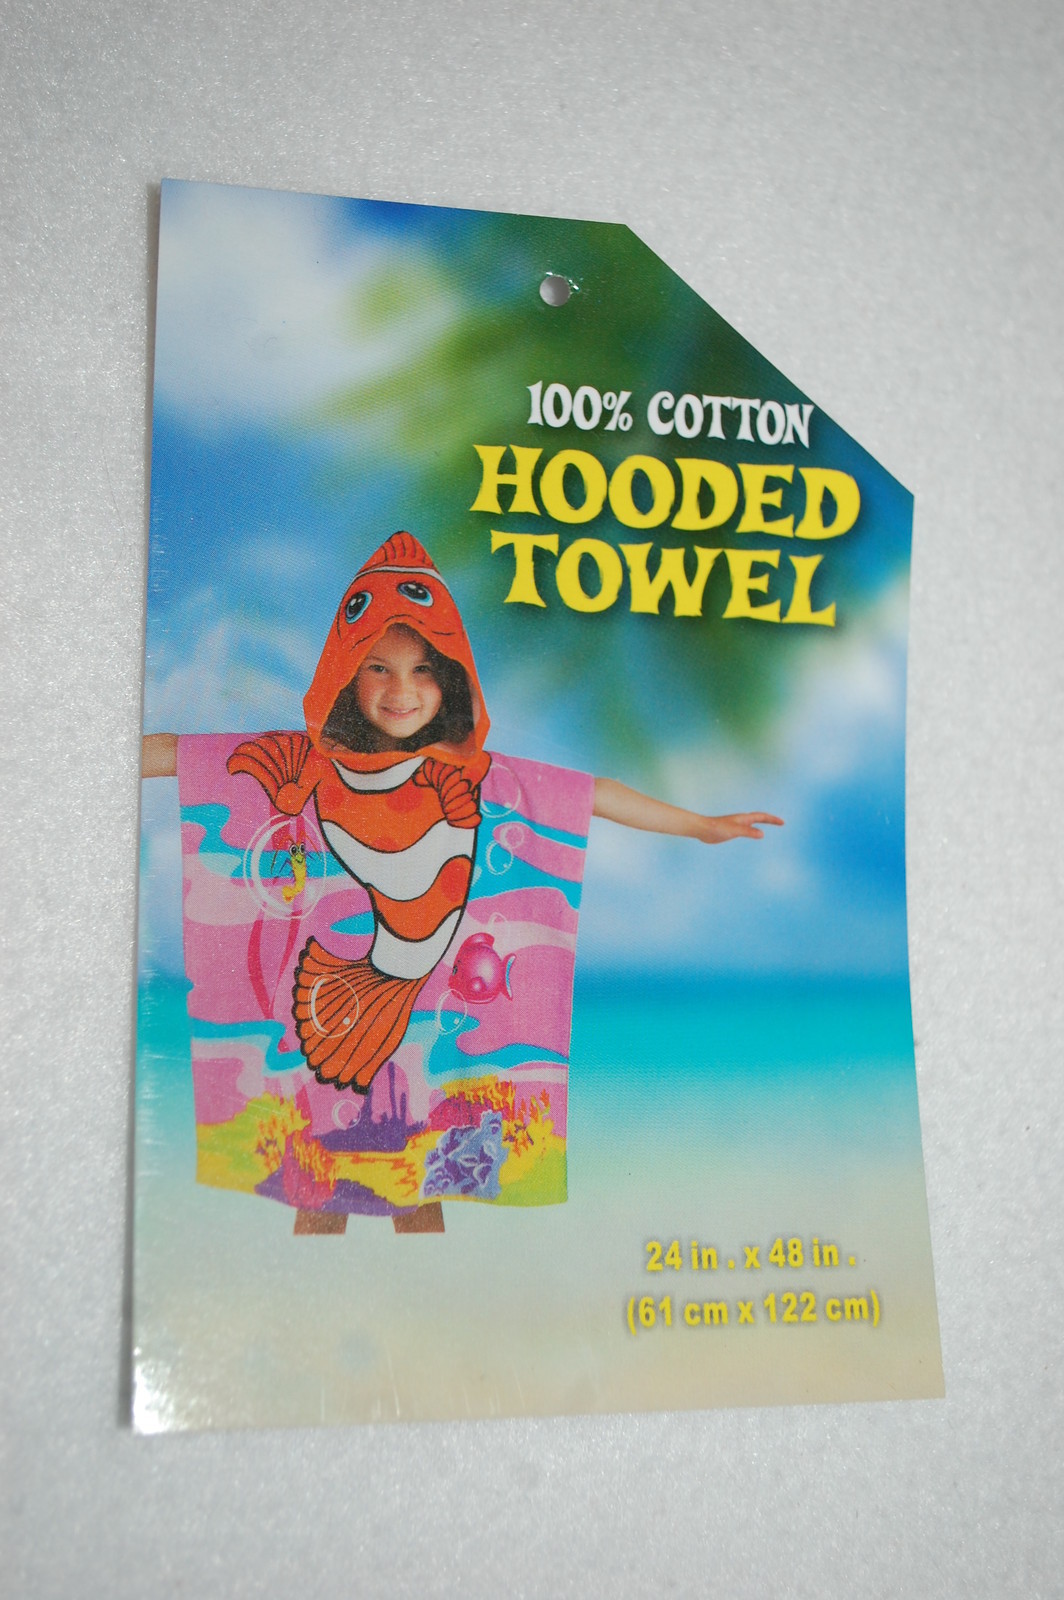 100% COTTON
HOODED
TOWEL
24 in . x 48 in .
(61 cm x 122 cm)